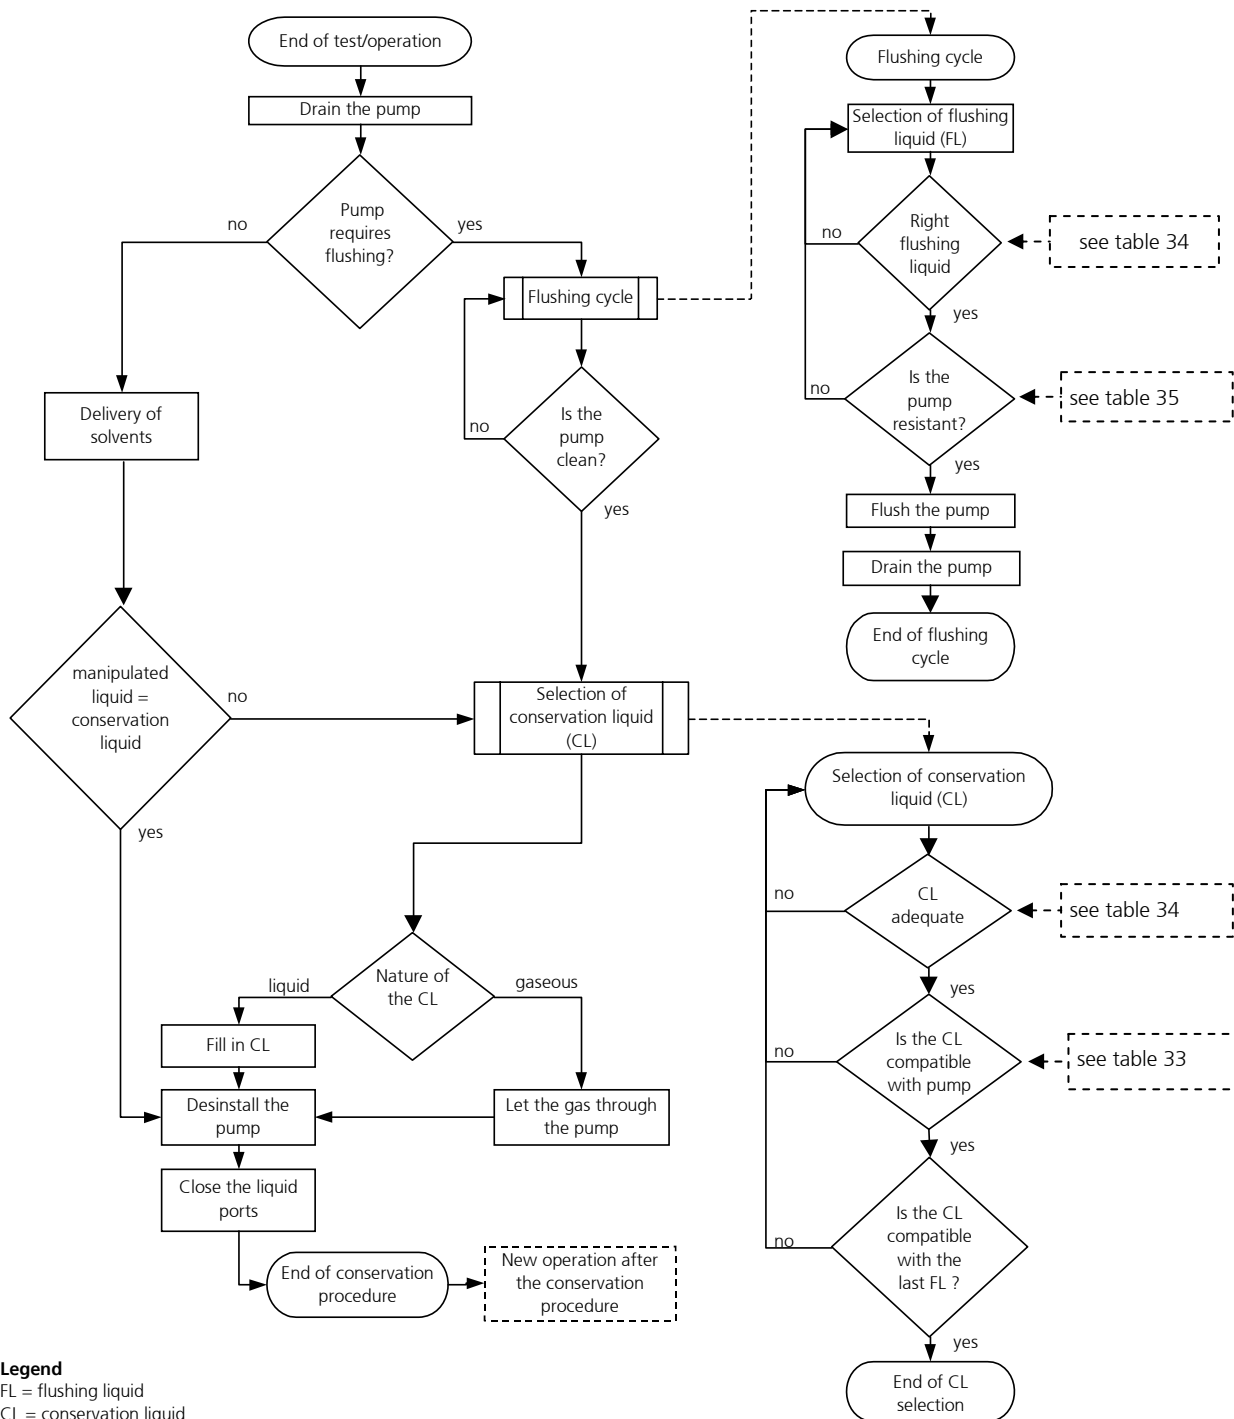 End of test/operation
Drain the pump
Pump
requires
flushing?
no
yes
Flushing cycle
Is the
pump
clean?
no
yes
Delivery of
solvents
manipulated
liquid =
conservation
liquid
no
yes
Selection of
conservation liquid
(CL)
Nature of
the CL
liquid
gaseous
Fill in CL
Desinstall the
pump
Let the gas through
the pump
Close the liquid
ports
End of conservation
procedure
New operation after
the conservation
procedure
Flushing cycle
Selection of flushing
liquid (FL)
Right
flushing
liquid
no
see table 34
yes
Is the
pump
resistant?
no
see table 35
yes
Flush the pump
Drain the pump
End of flushing
cycle
Selection of conservation
liquid (CL)
CL
adequate
no
see table 34
yes
Is the CL
compatible
with pump
no
see table 33
yes
Is the CL
compatible
with the
last FL ?
no
yes
End of CL
selection
Legend
FL = flushing liquid
CL = conservation liquid